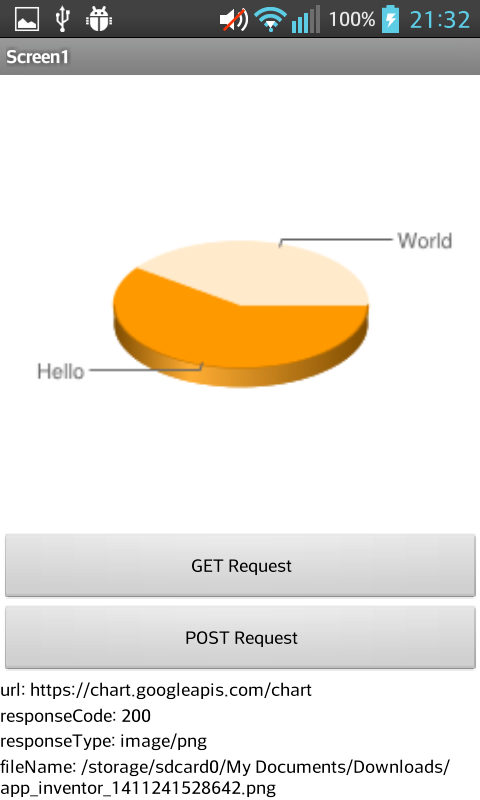 100% 21:32
Screen1
World
Hello
GET Request
POST Request
url: https://chart.googleapis.com/chart
responseCode: 200
responseType: image/png
fileName: /storage/sdcard0/My Documents/Downloads/
app_inventor_1411241528642.png